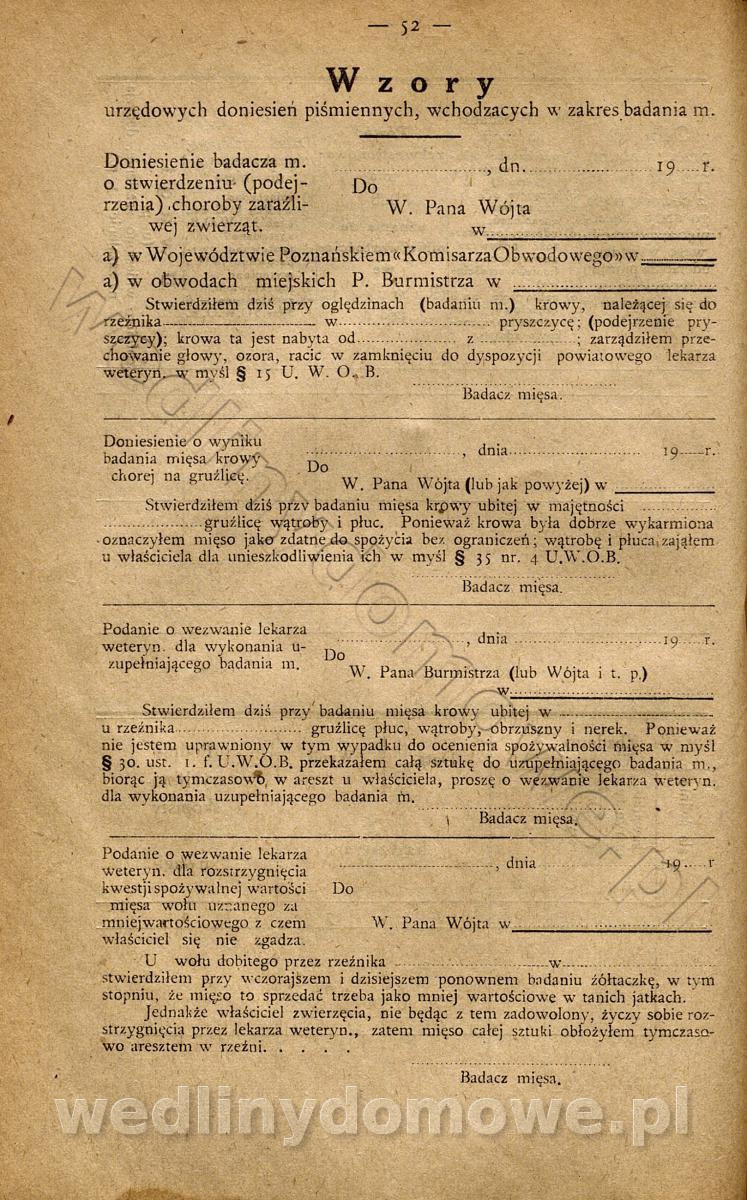 — 52 —
Wzory
urzędowych doniesień piśmiennych, wchodzacych w zakres badania m.
Doniesienie badacza m. ..............., dn. ............... 19 .... r.
o stwierdzeniu (podej- Do
rzenia) choroby zaraźli- W. Pana Wójta
wej zwierząt. w
a) w Województwie Poznańskiem «Komisarza Obwodowego» w
a) w obwodach miejskich P. Burmistrza w
Stwierdziłem dziś przy oględzinach (badaniu m.) krowy, należącej się do
rzeźnika ............... w ............... pryszczycę; (podejrzenie pry-
szczycy); krowa ta jest nabyta od ............... z ............... ; zarządziłem prze-
chowanie głowy, ozora, racic w zamknięciu do dyspozycji powiatowego lekarza
weteryn. w myśl § 15 U. W. O. B.
Badacz mięsa.
Doniesienie o wyniku ..............., dnia ............... 19 .... r.
badania mięsa krowy Do
chorej na gruźlicę. W. Pana Wójta (lub jak powyżej) w
Stwierdziłem dziś przy badaniu mięsa krowy ubitej w majętności ...............
............... gruźlicę wątroby i płuc. Ponieważ krowa była dobrze wykarmiona
oznaczyłem mięso jako zdatne do spożycia bez ograniczeń; wątrobę i płuca zająłem
u właściciela dla unieszkodliwienia ich w myśl § 35 nr. 4 U.W.O.B.
Badacz mięsa.
Podanie o wezwanie lekarza ..............., dnia ............... 19 .... r.
weteryn. dla wykonania u- Do
zupełniającego badania m. W. Pana Burmistrza (lub Wójta i t. p.)
w
Stwierdziłem dziś przy badaniu mięsa krowy ubitej w ...............
u rzeźnika ............... gruźlicę płuc, wątroby, obrzuszny i nerek. Ponieważ
nie jestem uprawniony w tym wypadku do ocenienia spożywalności mięsa w myśl
§ 30. ust. 1. f. U.W.O.B. przekazałem całą sztukę do uzupełniającego badania m.,
biorąc ją tymczasowo w areszt u właściciela, proszę o wezwanie lekarza weteryn.
dla wykonania uzupełniającego badania m.
Badacz mięsa.
Podanie o wezwanie lekarza ..............., dnia ............... 19 .... r
weteryn. dla rozstrzygnięcia
kwestji spożywalnej wartości Do
mięsa wołu uznanego za
mniejwartościowego z czem W. Pana Wójta w
właściciel się nie zgadza.
U wołu dobitego przez rzeźnika ............... w ...............
stwierdziłem przy wczorajszem i dzisiejszem ponownem badaniu żółtaczkę, w tym
stopniu, że mięso to sprzedać trzeba jako mniej wartościowe w tanich jatkach.
Jednakże właściciel zwierzęcia, nie będąc z tem zadowolony, życzy sobie roz-
strzygnięcia przez lekarza weteryn., zatem mięso całej sztuki obłożyłem tymczaso-
wo aresztem w rzeźni. . . . .
Badacz mięsa.
wedlinydomowe.pl
wedlinydomowe.pl